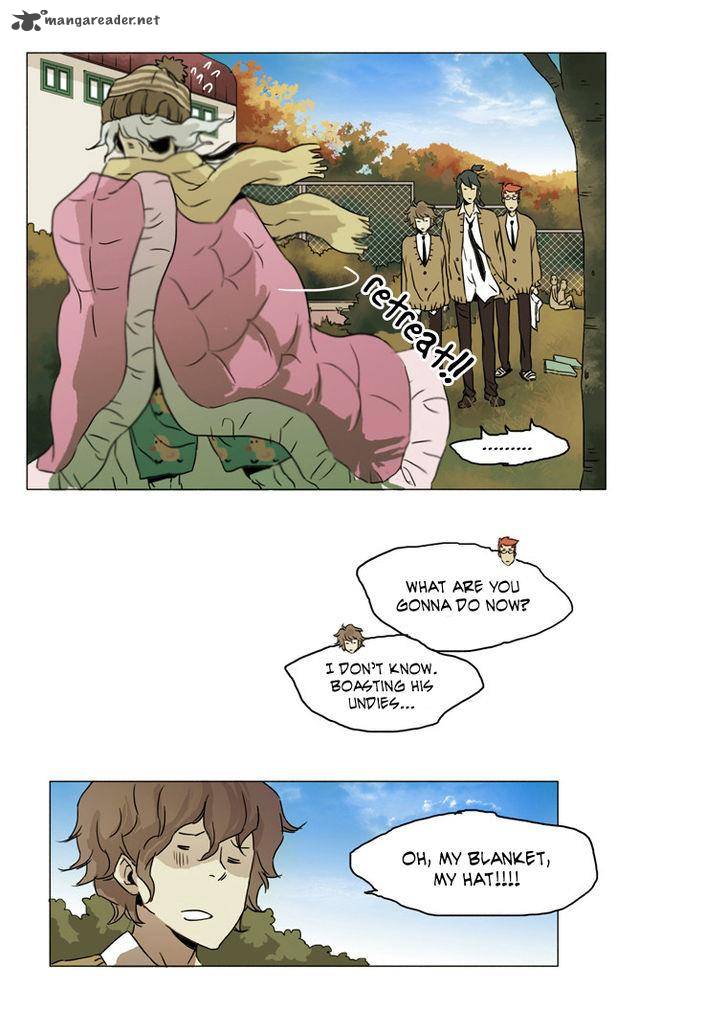 mangareader.net
retreat!!
..........
WHAT ARE YOU
GONNA DO NOW?
I DON'T KNOW.
BOASTING HIS
UNDIES...
OH, MY BLANKET,
MY HAT!!!!